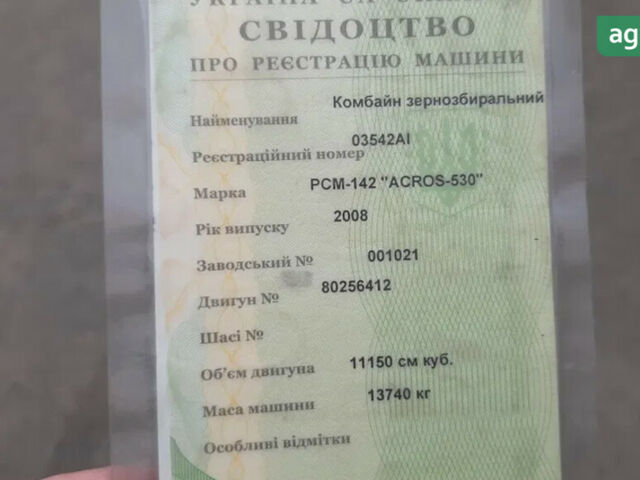 СВІДОЦТВО
ПРО РЕЄСТРАЦІЮ МАШИНИ
Найменування Комбайн зернозбиральний
Реєстраційний номер 03542АІ
Марка РСМ-142 "ACROS-530"
Рік випуску 2008
Заводський № 001021
Двигун № 80256412
Шасі №
Об'єм двигуна 11150 см куб.
Маса машини 13740 кг
Особливі відмітки
ag